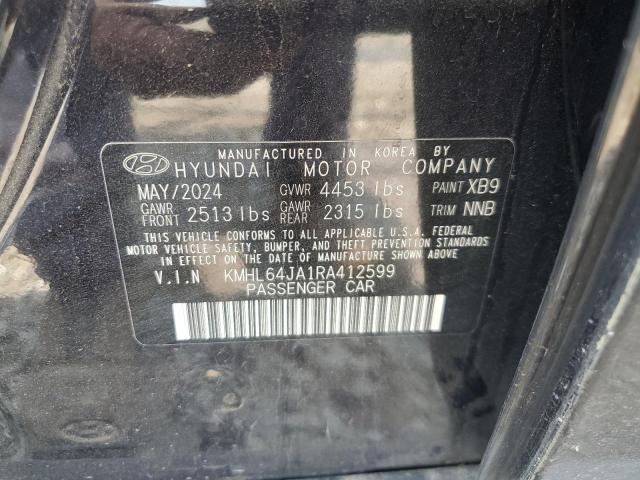 MANUFACTURED IN KOREA BY
HYUNDAI MOTOR COMPANY
MAY/2024 GVWR 4453 lbs PAINT XB9
GAWR FRONT 2513 lbs GAWR REAR 2315 lbs TRIM NNB
THIS VEHICLE CONFORMS TO ALL APPLICABLE U.S.A. FEDERAL
MOTOR VEHICLE SAFETY, BUMPER, AND THEFT PREVENTION STANDARDS
IN EFFECT ON THE DATE OF MANUFACTURE SHOWN ABOVE
V.I.N KMHL64JA1RA412599
PASSENGER CAR